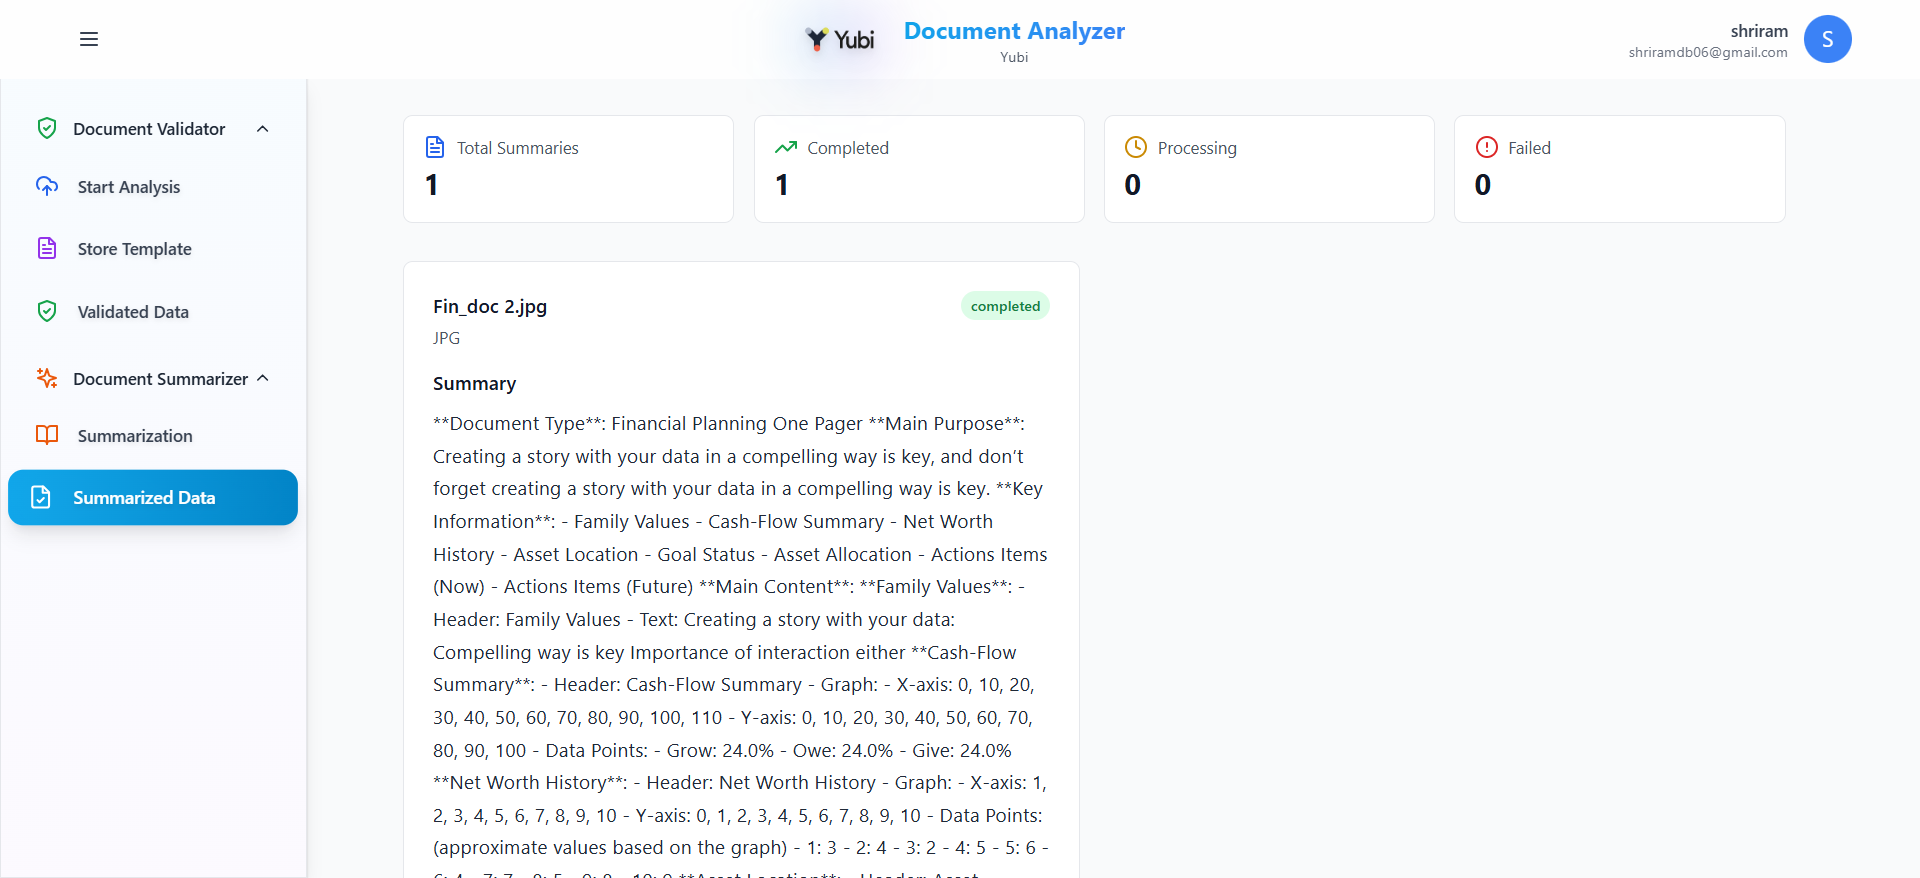 Yubi
Document Analyzer
Yubi
shriram
shriramdb06@gmail.com
S
Document Validator
Start Analysis
Store Template
Validated Data
Document Summarizer
Summarization
Summarized Data
Total Summaries
1
Completed
1
Processing
0
Failed
0
Fin_doc 2.jpg
completed
JPG
Summary
**Document Type**: Financial Planning One Pager **Main Purpose**:
Creating a story with your data in a compelling way is key, and don’t
forget creating a story with your data in a compelling way is key. **Key
Information**: - Family Values - Cash-Flow Summary - Net Worth
History - Asset Location - Goal Status - Asset Allocation - Actions Items
(Now) - Actions Items (Future) **Main Content**: **Family Values**: -
Header: Family Values - Text: Creating a story with your data:
Compelling way is key Importance of interaction either **Cash-Flow
Summary**: - Header: Cash-Flow Summary - Graph: - X-axis: 0, 10, 20,
30, 40, 50, 60, 70, 80, 90, 100, 110 - Y-axis: 0, 10, 20, 30, 40, 50, 60, 70,
80, 90, 100 - Data Points: - Grow: 24.0% - Owe: 24.0% - Give: 24.0%
**Net Worth History**: - Header: Net Worth History - Graph: - X-axis: 1,
2, 3, 4, 5, 6, 7, 8, 9, 10 - Y-axis: 0, 1, 2, 3, 4, 5, 6, 7, 8, 9, 10 - Data Points:
(approximate values based on the graph) - 1: 3 - 2: 4 - 3: 2 - 4: 5 - 5: 6 -